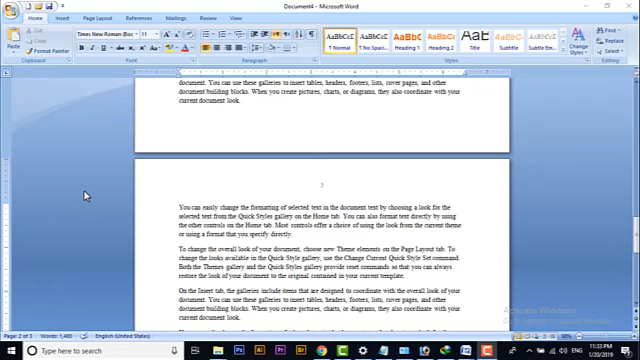 Document4 - Microsoft Word
Home Insert Page Layout References Mailings Review View
Times New Roman (Boc 11
AaBbCcI AaBbCcI AaBbCcI AaBbCcI AaBbCcI
T Normal T No Spac... Heading 1 Heading 2 Title Subtitle Subtle Em...
Change Styles
Find
Replace
Select
Paste
Clipboard Font Paragraph Styles Editing
document. You can use these galleries to insert tables, headers, footers, lists, cover pages, and other
document building blocks. When you create pictures, charts, or diagrams, they also coordinate with your
current document look.
3
You can easily change the formatting of selected text in the document text by choosing a look for the
selected text from the Quick Styles gallery on the Home tab. You can also format text directly by using
the other controls on the Home tab. Most controls offer a choice of using the look from the current theme
or using a format that you specify directly.
To change the overall look of your document, choose new Theme elements on the Page Layout tab. To
change the looks available in the Quick Style gallery, use the Change Current Quick Style Set command.
Both the Themes gallery and the Quick Styles gallery provide reset commands so that you can always
restore the look of your document to the original contained in your current template.
On the Insert tab, the galleries include items that are designed to coordinate with the overall look of
your document. You can use these galleries to insert tables, headers, footers, lists, cover pages, and
other document building blocks. When you create pictures, charts, or diagrams, they also coordinate with your
current document look.
Activate Windows
Page: 2 of 3 Words: 1,480 English (United States)
Type here to search
ENG
11:33 PM
1/20/2019